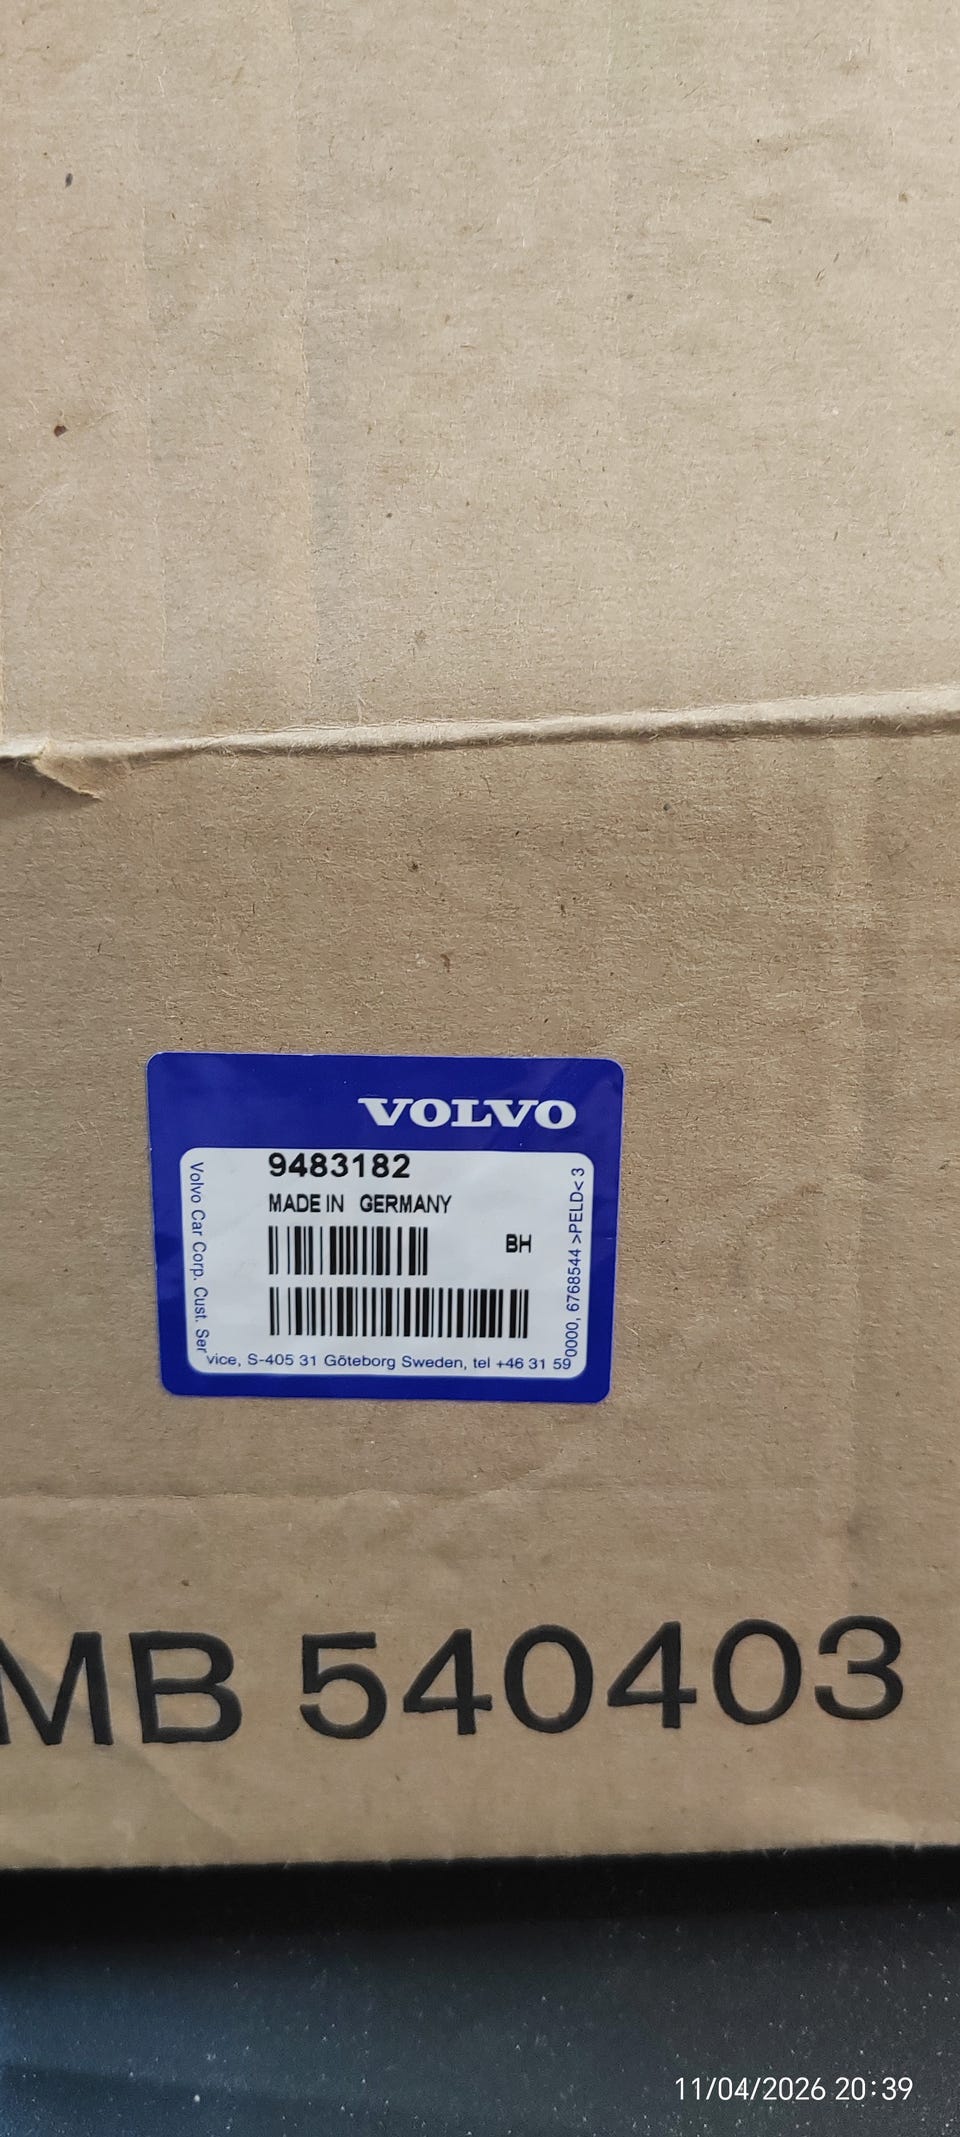 VOLVO
9483182
MADE IN GERMANY
BH
Volvo Car Corp. Cust. Ser
vice, S-405 31 Göteborg Sweden, tel +46 31 59
0000, 6768544 >PELD< 3
MB 540403
11/04/2026 20:39